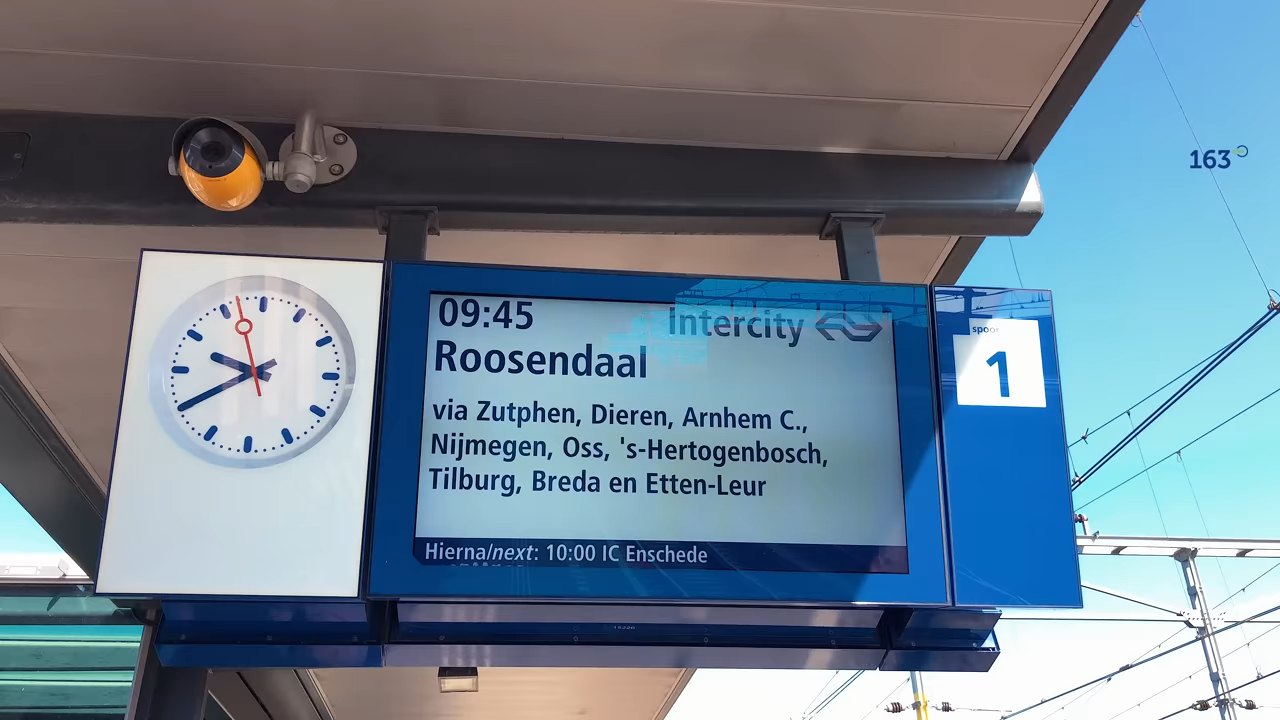 09:45
Intercity
Roosendaal
via Zutphen, Dieren, Arnhem C.,
Nijmegen, Oss, 's-Hertogenbosch,
Tilburg, Breda en Etten-Leur
Hierna/next: 10:00 IC Enschede
spoor
1
163